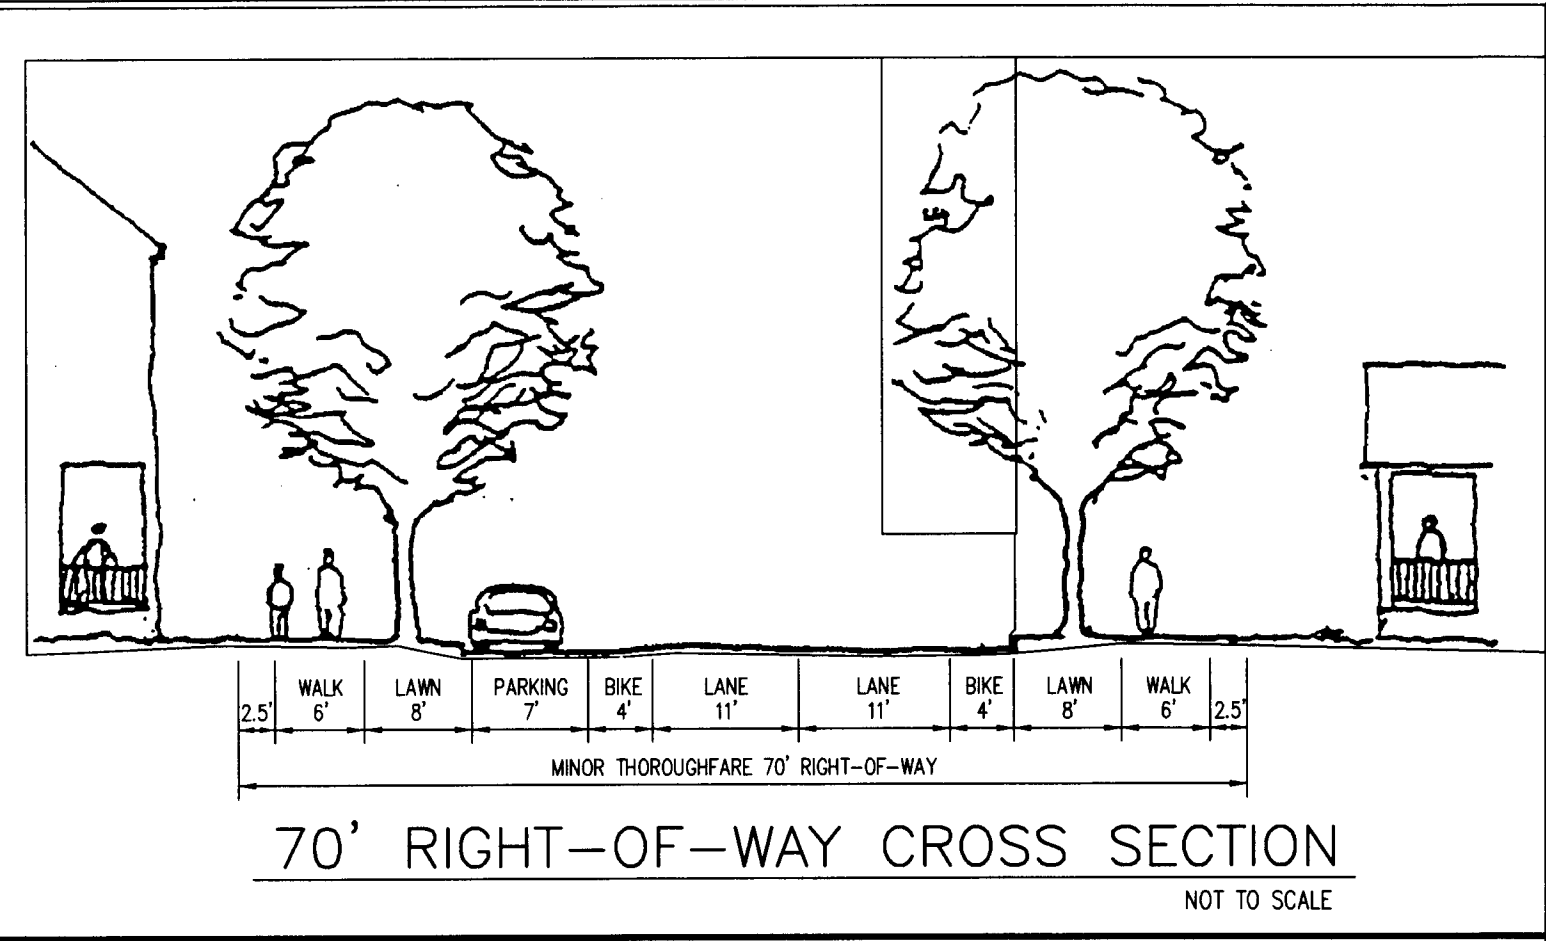 WALK LAWN PARKING BIKE LANE LANE BIKE LAWN WALK
2.5' 6' 8' 7' 4' 11' 11' 4' 8' 6' 2.5'
MINOR THOROUGHFARE 70' RIGHT-OF-WAY
70' RIGHT-OF-WAY CROSS SECTION
NOT TO SCALE